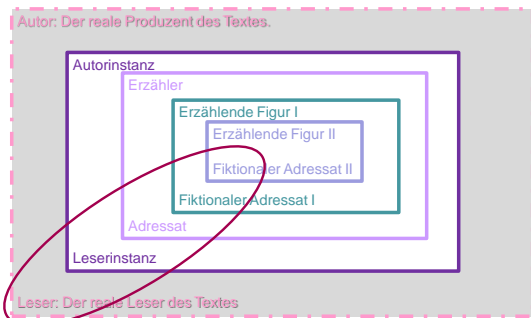 Autor: Der reale Produzent des Textes.
Autorinstanz
Erzähler
Erzählende Figur I
Erzählende Figur II
Fiktionaler Adressat II
Fiktionaler Adressat I
Adressat
Leserinstanz
Leser: Der reale Leser des Textes